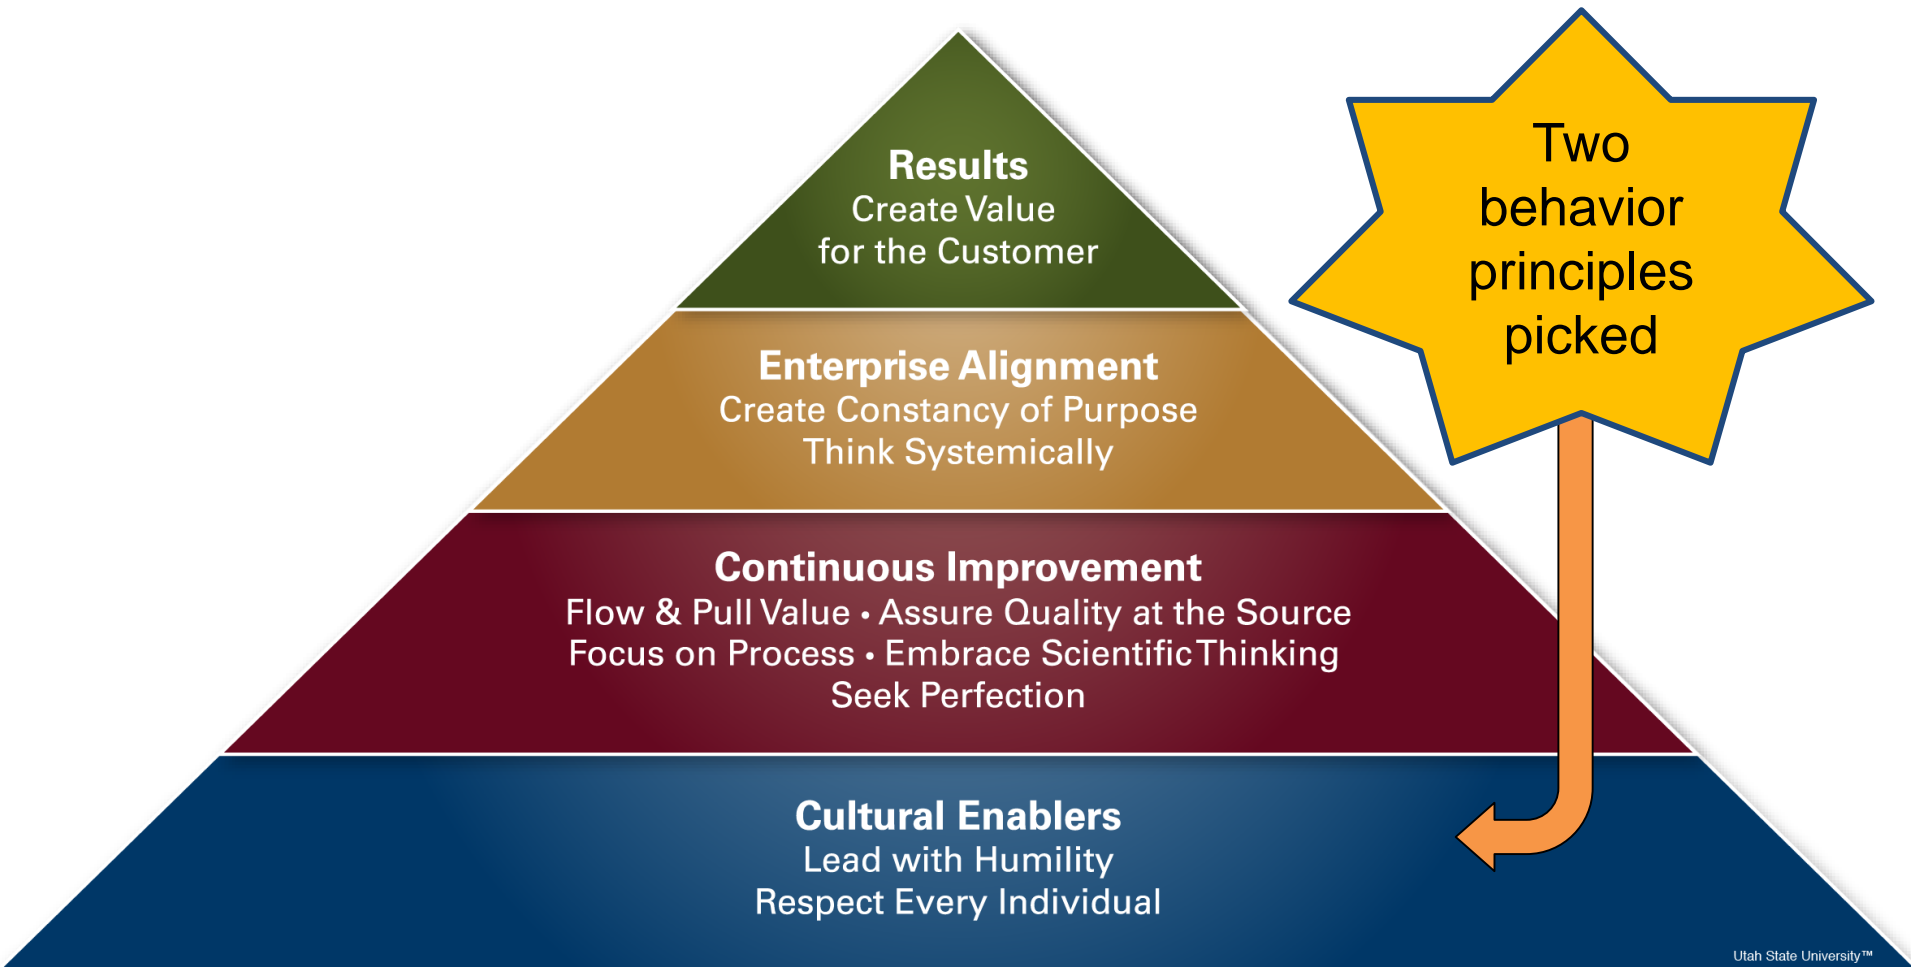 Results
Create Value
for the Customer
Enterprise Alignment
Create Constancy of Purpose
Think Systemically
Continuous Improvement
Flow & Pull Value • Assure Quality at the Source
Focus on Process • Embrace Scientific Thinking
Seek Perfection
Cultural Enablers
Lead with Humility
Respect Every Individual
Two
behavior
principles
picked
Utah State University™